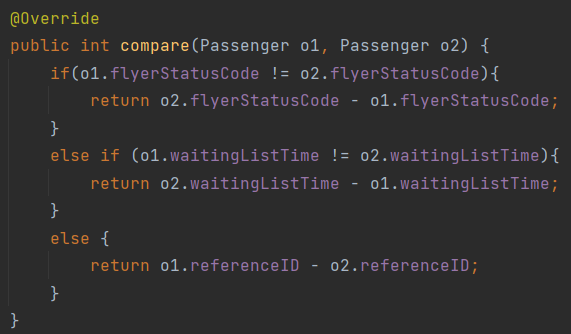 @Override
public int compare(Passenger o1, Passenger o2) {
    if(o1.flyerStatusCode != o2.flyerStatusCode){
        return o2.flyerStatusCode - o1.flyerStatusCode;
    }
    else if (o1.waitingListTime != o2.waitingListTime){
        return o2.waitingListTime - o1.waitingListTime;
    }
    else {
        return o1.referenceID - o2.referenceID;
    }
}